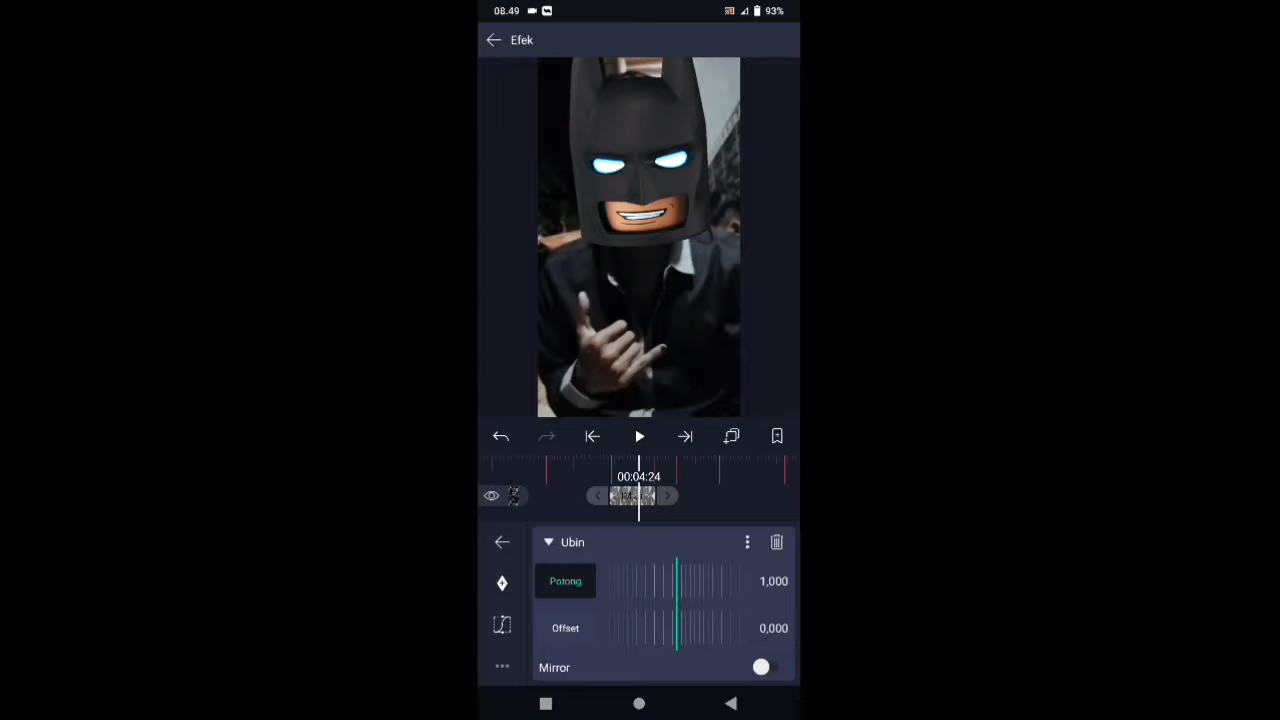 08.49
93%
Efek
00:04:24
Ubin
Potong
1,000
Offset
0,000
Mirror